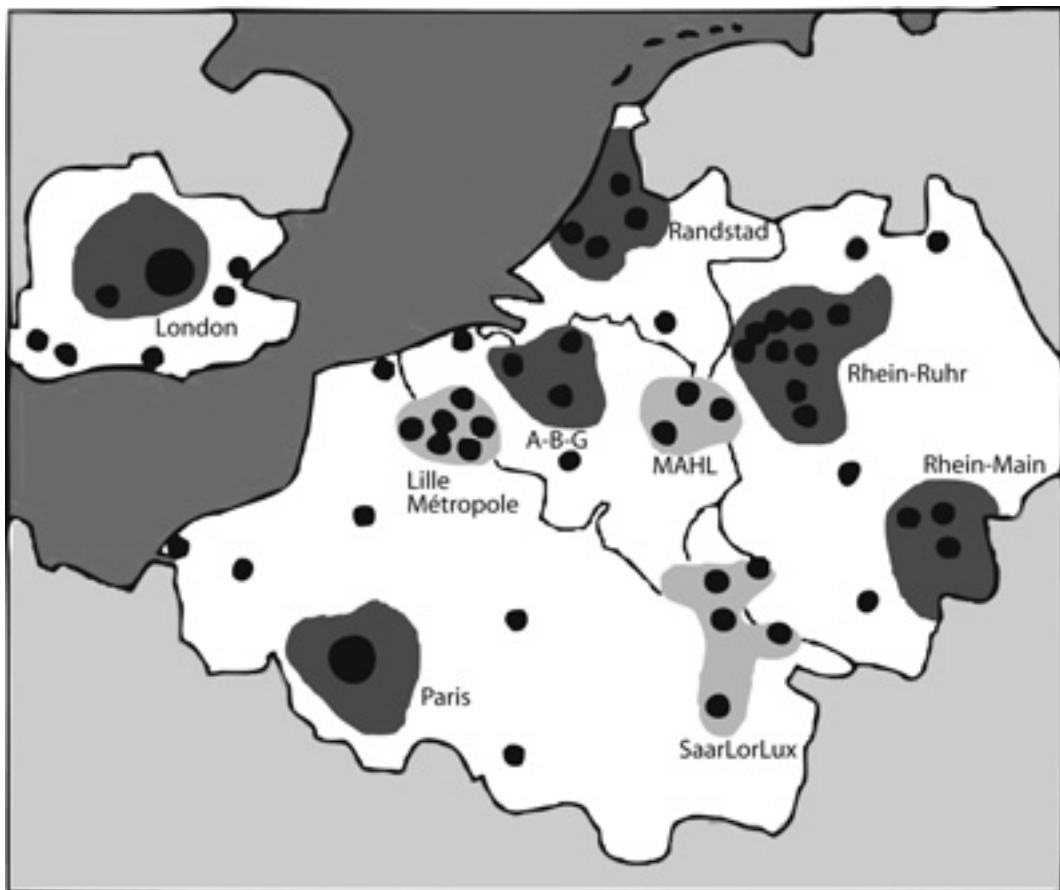 Randstad
London
Rhein-Ruhr
A-B-G
MAHL
Rhein-Main
Lille
Métropole
Paris
SaarLorLux